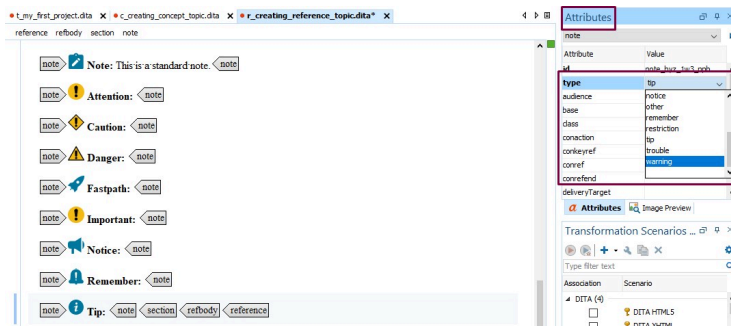 t_my_first_project.dita
c_creating_concept_topic.dita
r_creating_reference_topic.dita*
reference refbody section note
note Note: This is a standard note. note
note Attention: note
note Caution: note
note Danger: note
note Fastpath: note
note Important: note
note Notice: note
note Remember: note
note Tip: note section refbody reference
Attributes
note
Attribute Value
id note_hyz_1w3_pph
type tip
audience
base
class
conaction
conkeyref
conref
conrefend
deliveryTarget
notice
other
remember
restriction
tip
trouble
warning
Attributes Image Preview
Transformation Scenarios ...
Type filter text
Association Scenario
DITA (4)
DITA HTML5
DITA XHTML